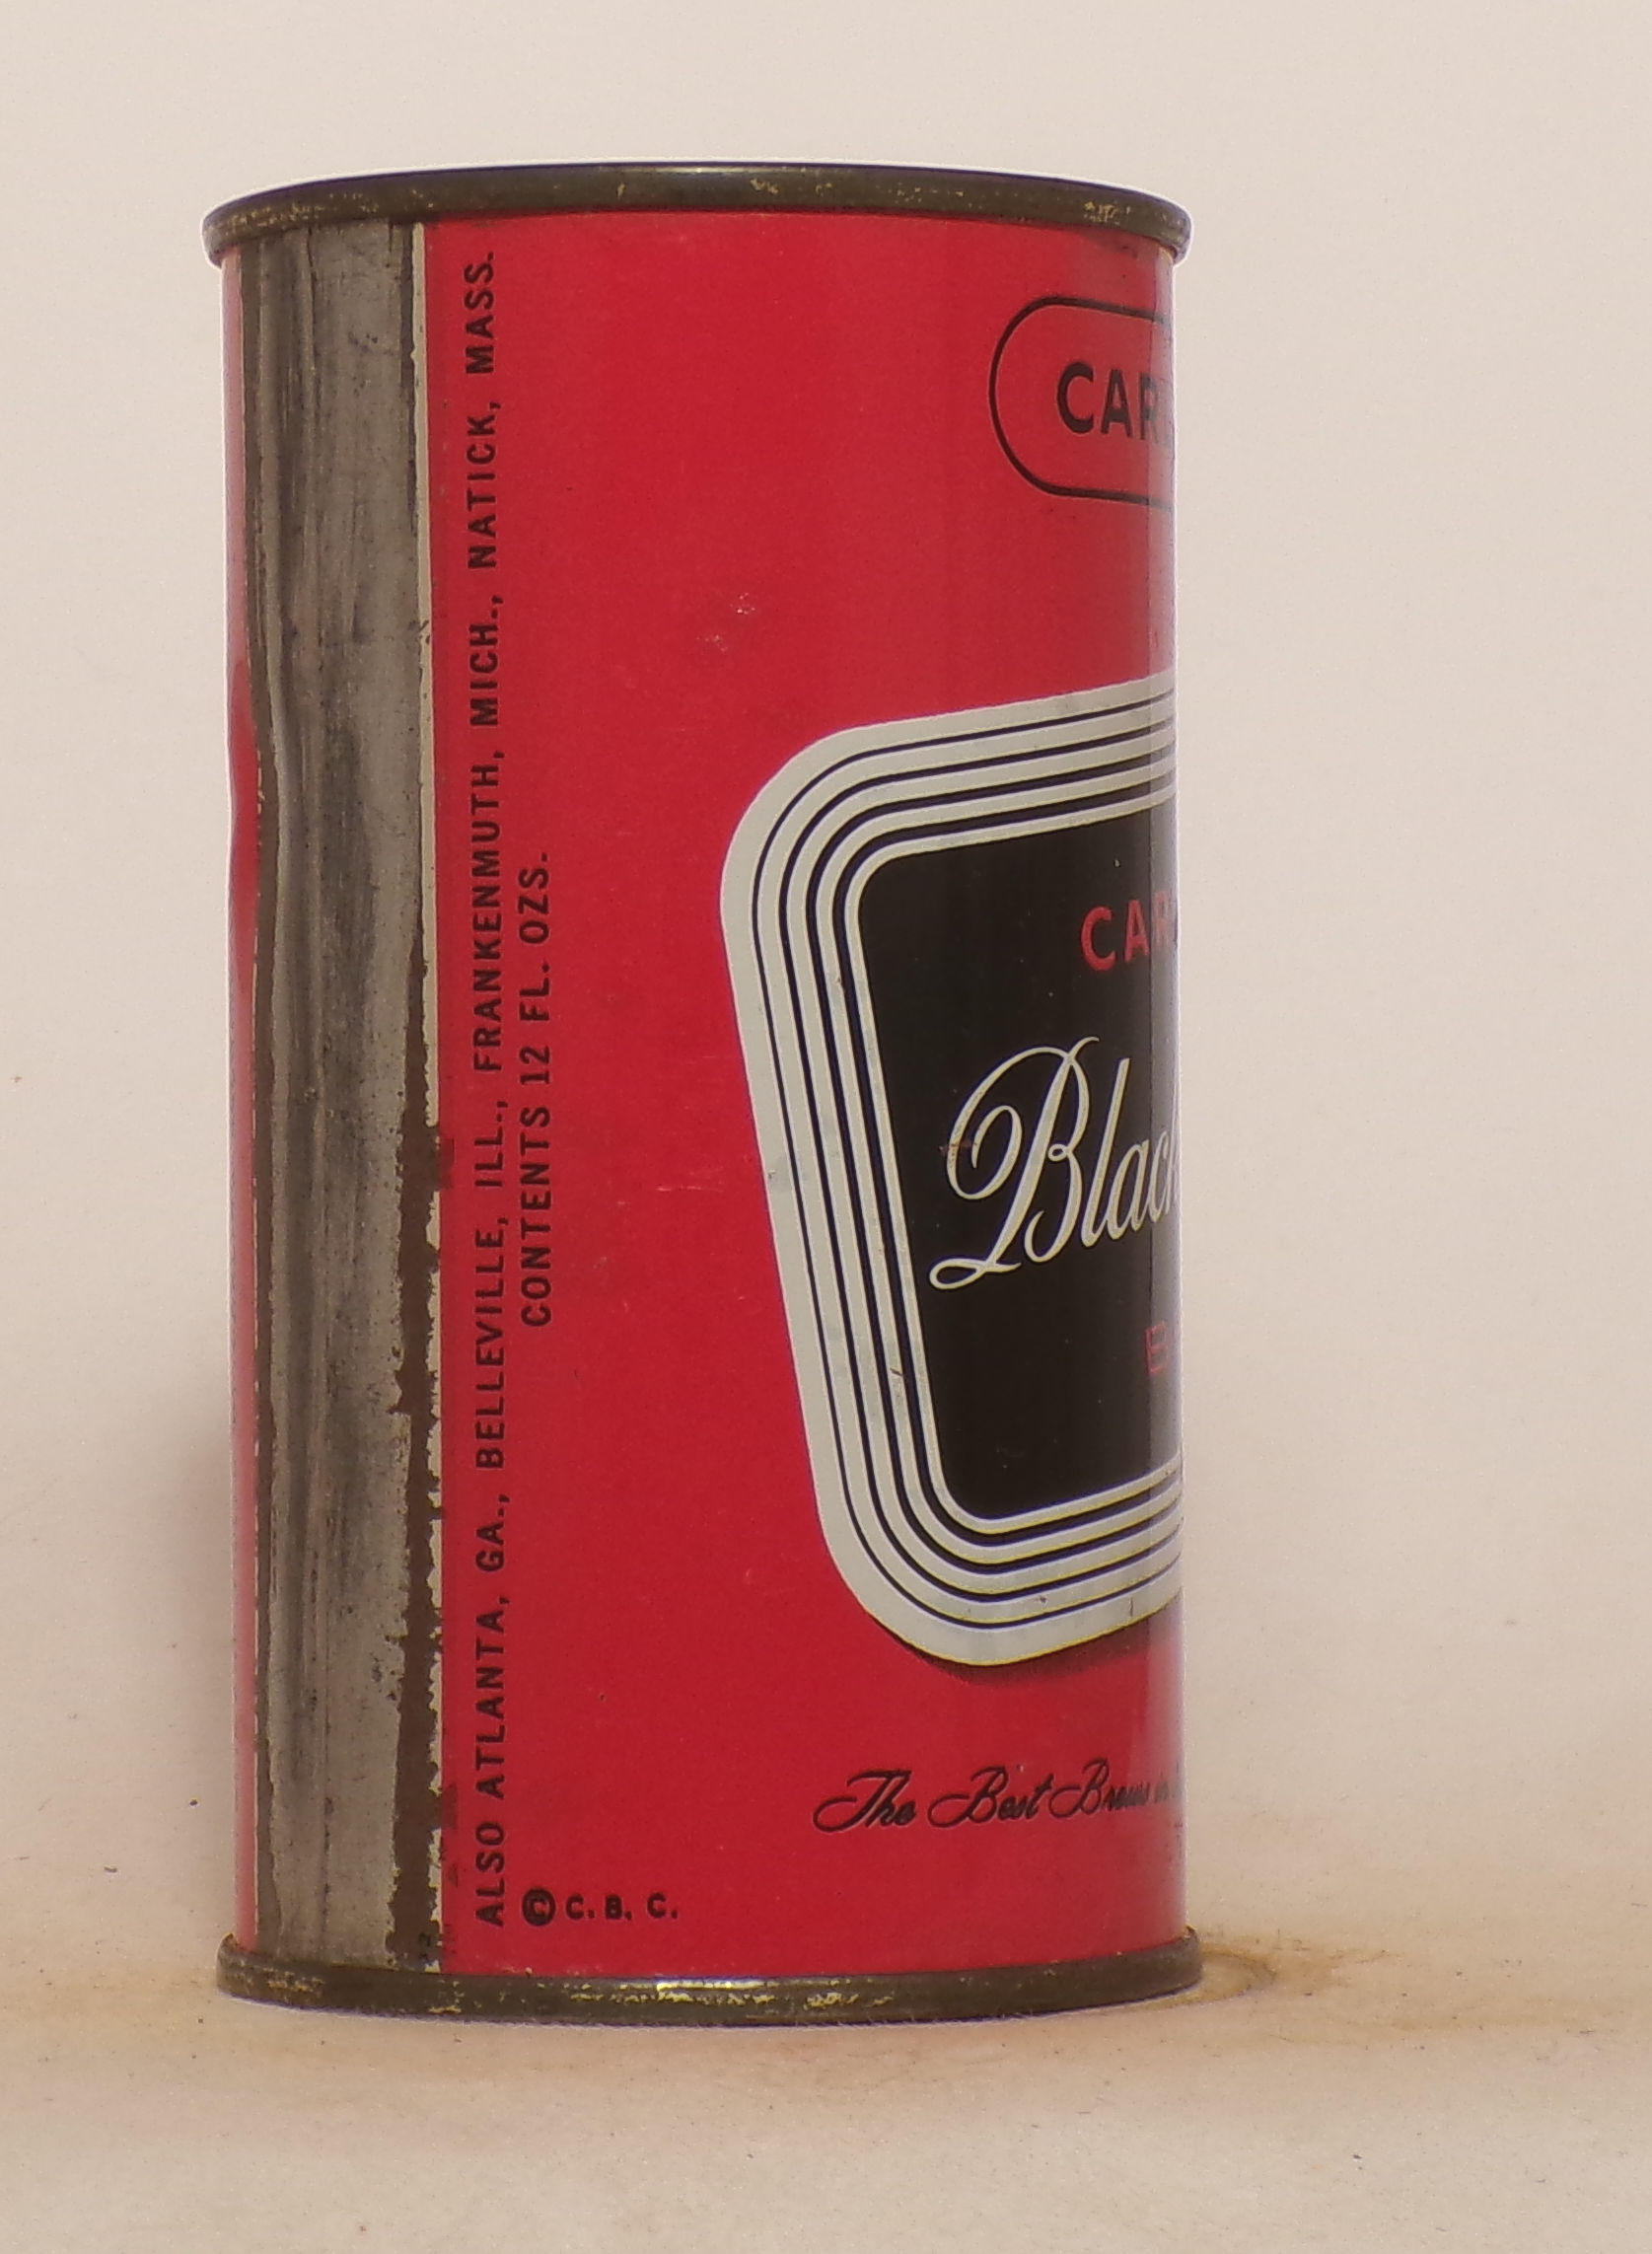 ALSO ATLANTA, GA., BELLEVILLE, ILL., FRANKENMUTH, MICH., NATICK, MASS.
CONTENTS 12 FL. OZS.
© C. B. C.
CAR
CAR
Black
B
The Best Brews in